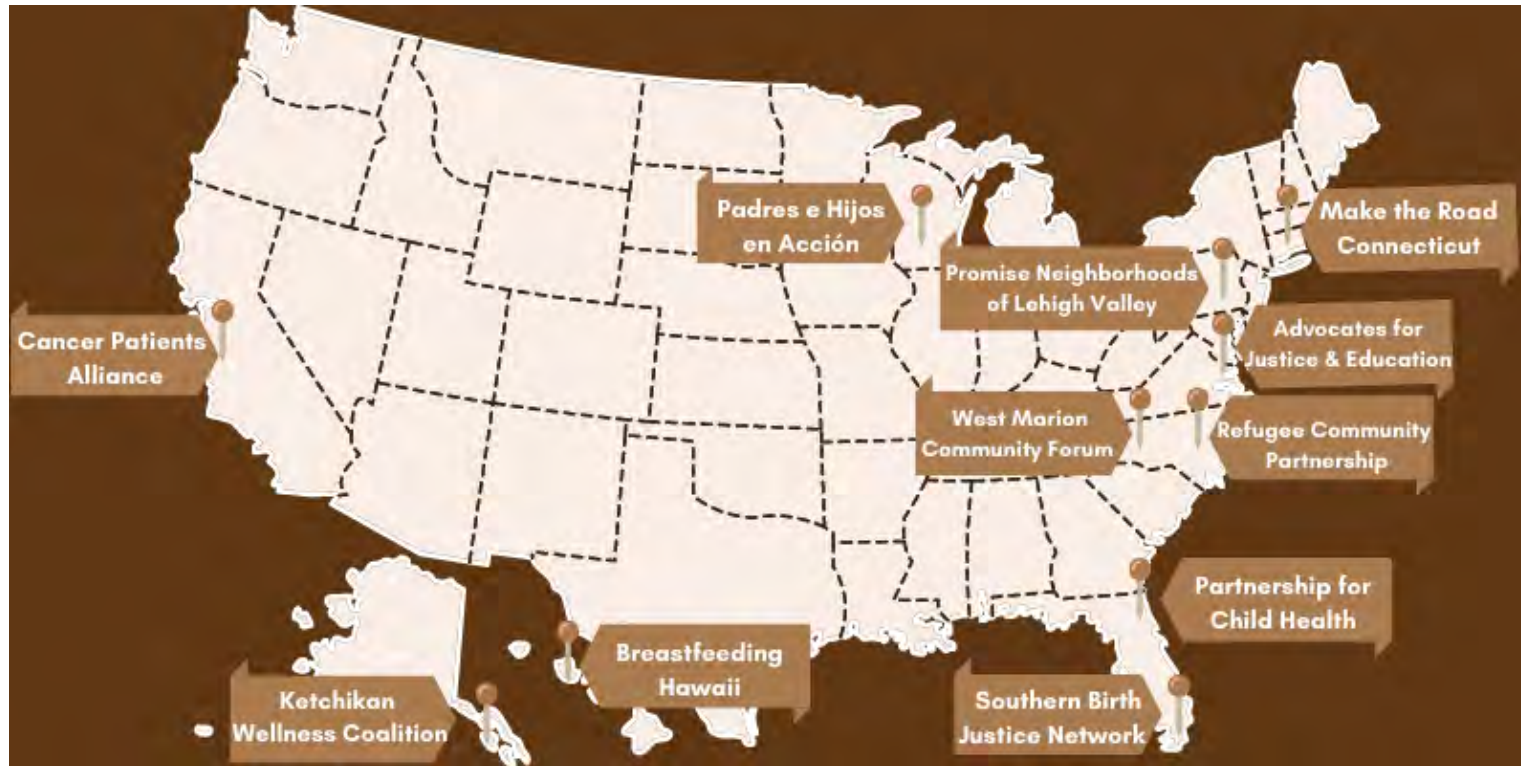 Padres e Hijos
en Acción
Make the Road
Connecticut
Promise Neighborhoods
of Lehigh Valley
Cancer Patients
Alliance
Advocates for
Justice & Education
West Marion
Community Forum
Refugee Community
Partnership
Partnership for
Child Health
Breastfeeding
Hawaii
Ketchikan
Wellness Coalition
Southern Birth
Justice Network